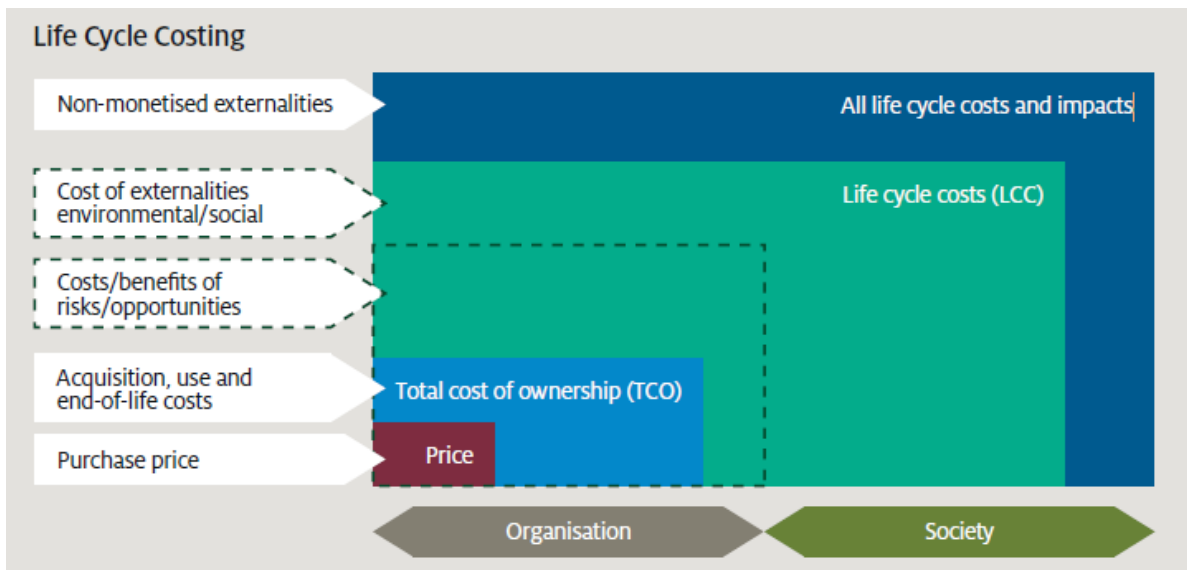 Life Cycle Costing
Non-monetised externalities
All life cycle costs and impacts
Cost of externalities
environmental/social
Life cycle costs (LCC)
Costs/benefits of
risks/opportunities
Acquisition, use and
end-of-life costs
Total cost of ownership (TCO)
Purchase price
Price
Organisation
Society